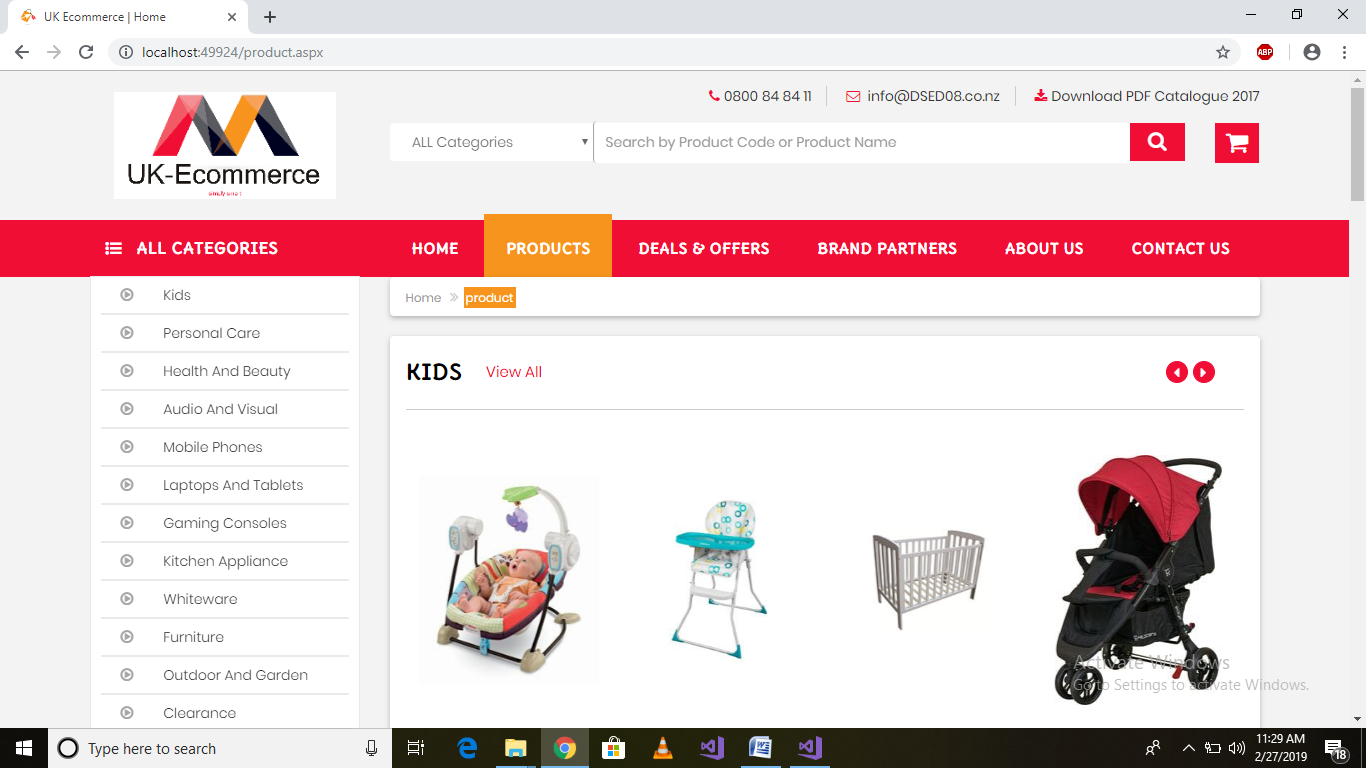 UK Ecommerce | Home
localhost:49924/product.aspx
ABP
0800 84 84 11
info@DSED08.co.nz
Download PDF Catalogue 2017
UK-Ecommerce
simply smart
ALL Categories
Search by Product Code or Product Name
ALL CATEGORIES
HOME
PRODUCTS
DEALS & OFFERS
BRAND PARTNERS
ABOUT US
CONTACT US
Home » product
Kids
Personal Care
Health And Beauty
Audio And Visual
Mobile Phones
Laptops And Tablets
Gaming Consoles
Kitchen Appliance
Whiteware
Furniture
Outdoor And Garden
Clearance
KIDS
View All
Activate Windows
Go to Settings to activate Windows.
Type here to search
11:29 AM
2/27/2019
18